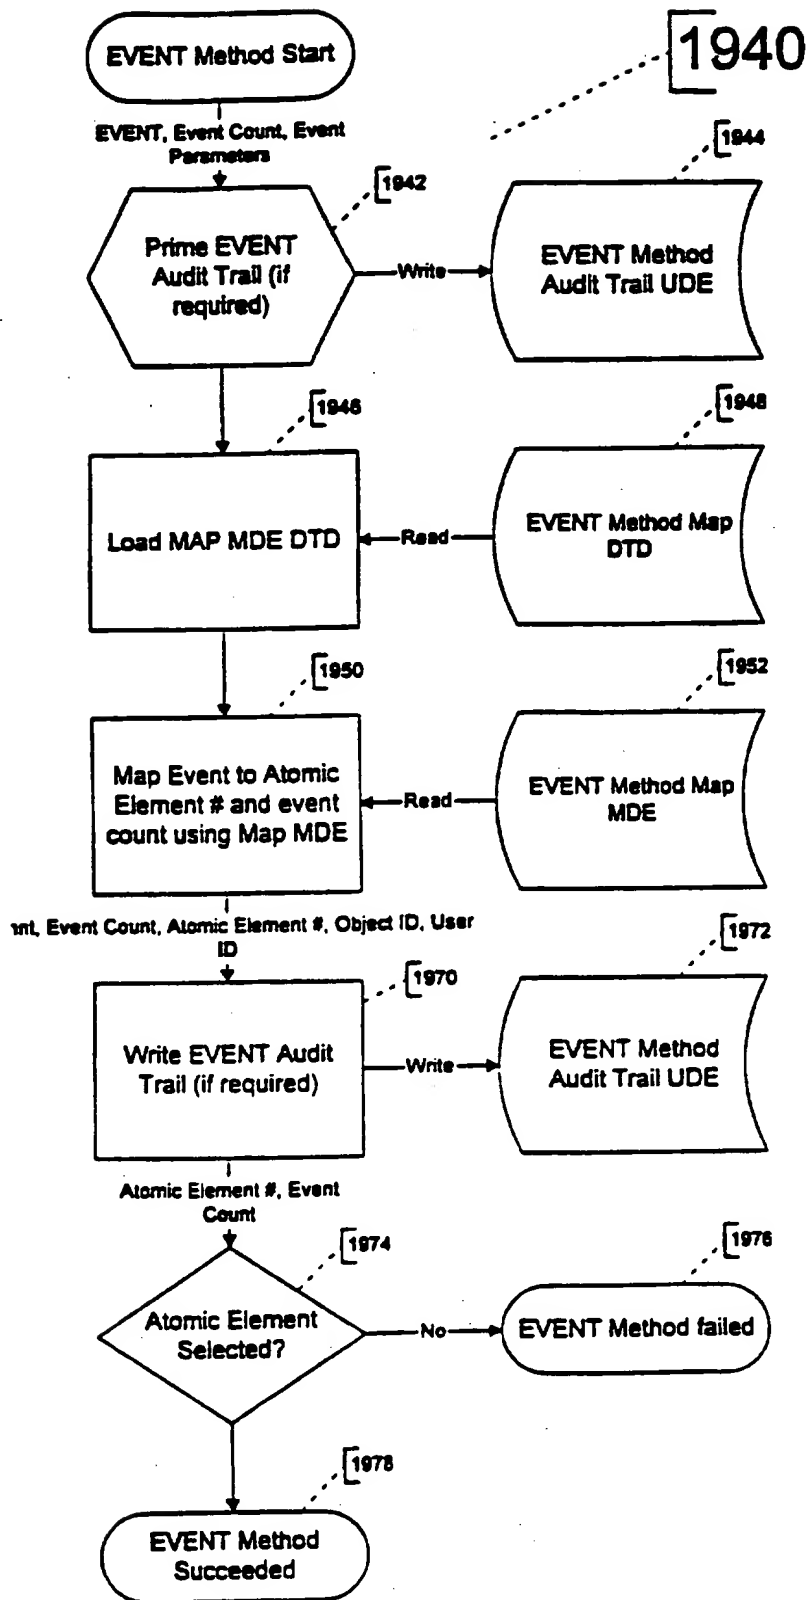 EVENT Method Start
1940
EVENT, Event Count, Event
Parameters
1944
1942
Prime EVENT
Audit Trail (if
required)
Write
EVENT Method
Audit Trail UDE
1946
1948
Load MAP MDE DTD
Read
EVENT Method Map
DTD
1950
1952
Map Event to Atomic
Element # and event
count using Map MDE
Read
EVENT Method Map
MDE
Event Count, Atomic Element #, Object ID, User
ID
1972
1970
Write EVENT Audit
Trail (if required)
Write
EVENT Method
Audit Trail UDE
Atomic Element #, Event
Count
1974
1976
Atomic Element
Selected?
No
EVENT Method failed
1978
EVENT Method
Succeeded